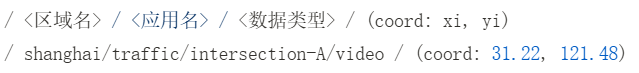 / <区域名> / <应用名> / <数据类型> / (coord: xi, yi)
/ shanghai/traffic/intersection-A/video / (coord: 31.22, 121.48)